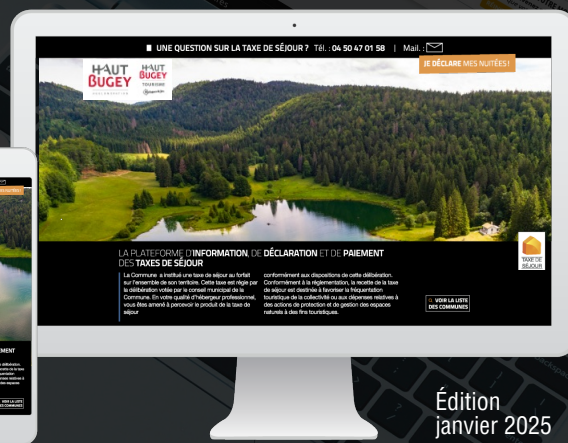 UNE QUESTION SUR LA TAXE DE SÉJOUR ? Tél. : 04 50 47 01 58 | Mail. :
JE DÉCLARE MES NUITÉES !
HAUT
BUGEY
AGGLOMÉRATION
HAUT
BUGEY
TOURISME
LA PLATEFORME D'INFORMATION, DE DÉCLARATION ET DE PAIEMENT
DES TAXES DE SÉJOUR
La Commune a institué une taxe de séjour au forfait
sur l'ensemble de son territoire. Cette taxe est régie par
la délibération votée par le conseil municipal de la
Commune. En votre qualité d'hébergeur professionnel,
vous êtes amené à percevoir le produit de la taxe de
séjour
conformément aux dispositions de cette délibération.
Conformément à la réglementation, la recette de la taxe
de séjour est destinée à favoriser la fréquentation
touristique de la collectivité ou aux dépenses relatives à
des actions de protection et de gestion des espaces
naturels à des fins touristiques.
VOIR LA LISTE
DES COMMUNES
TAXE DE
SÉJOUR
Édition
janvier 2025